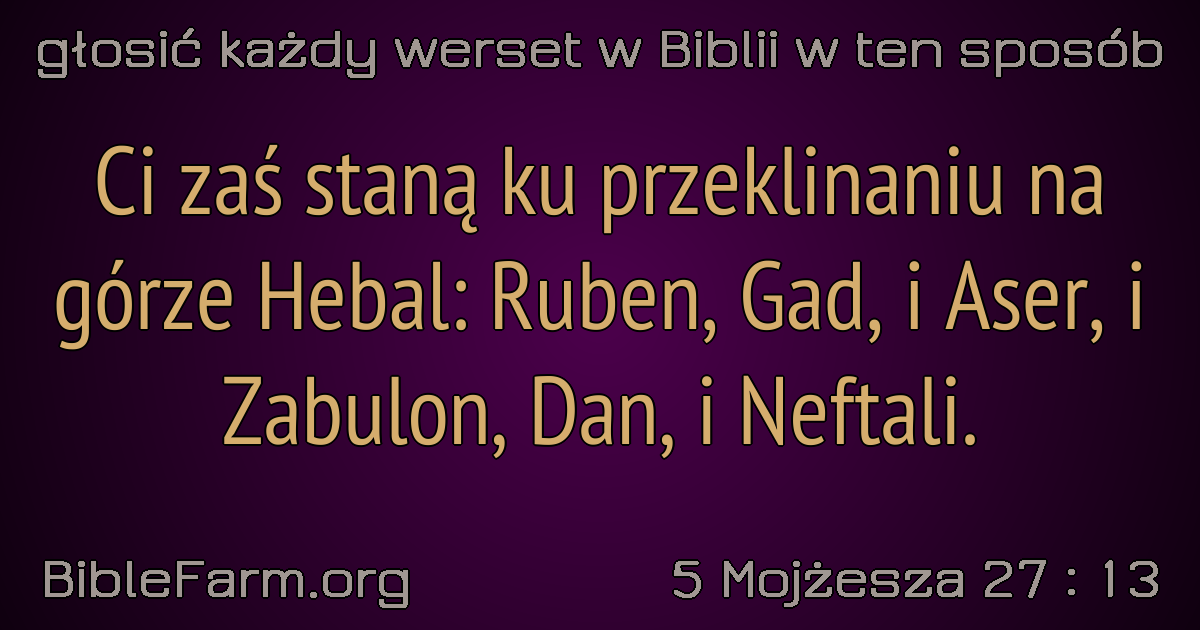 głosić każdy werset w Biblii w ten sposób
Ci zaś staną ku przeklinaniu na
górze Hebal: Ruben, Gad, i Aser, i
Zabulon, Dan, i Neftali.
BibleFarm.org
5 Mojżesza 27 : 13